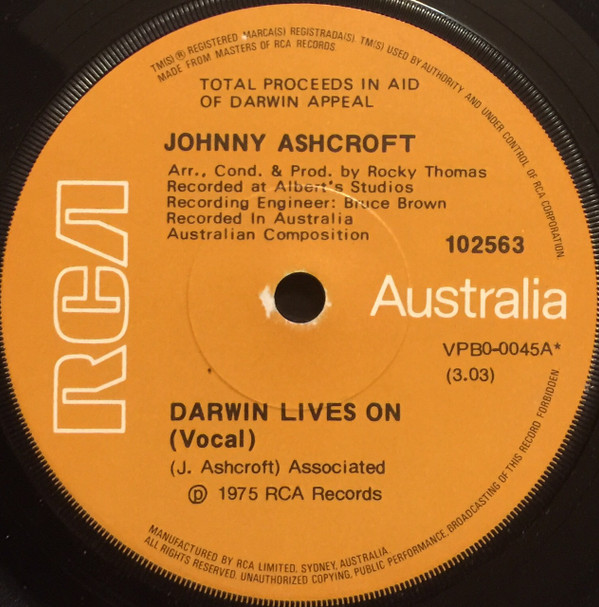 TM(S)® REGISTERED MARCA(S) REGISTRADA(S). TM(S) USED BY AUTHORITY AND UNDER CONTROL OF RCA CORPORATION.
MADE FROM MASTERS OF RCA RECORDS
TOTAL PROCEEDS IN AID
OF DARWIN APPEAL
JOHNNY ASHCROFT
Arr., Cond. & Prod. by Rocky Thomas
Recorded at Albert's Studios
Recording Engineer: Bruce Brown
Recorded In Australia
Australian Composition
102563
RCA
Australia
VPB0-0045A*
(3.03)
DARWIN LIVES ON
(Vocal)
(J. Ashcroft) Associated
℗ 1975 RCA Records
MANUFACTURED BY RCA LIMITED, SYDNEY, AUSTRALIA
ALL RIGHTS RESERVED. UNAUTHORIZED COPYING, PUBLIC PERFORMANCE, BROADCASTING OF THIS RECORD FORBIDDEN